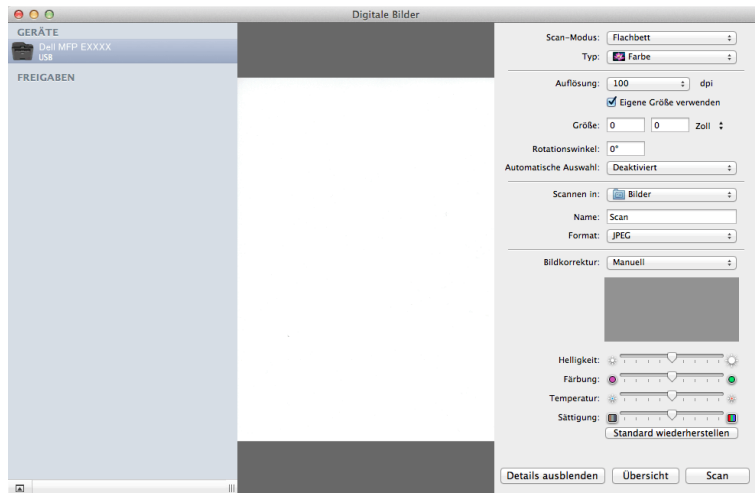 Digitale Bilder
GERÄTE
Dell MFP EXXXX
USB
FREIGABEN
Scan-Modus: Flachbett
Typ: Farbe
Auflösung: 100 dpi
Eigene Größe verwenden
Größe: 0 0 Zoll
Rotationswinkel: 0°
Automatische Auswahl: Deaktiviert
Scannen in: Bilder
Name: Scan
Format: JPEG
Bildkorrektur: Manuell
Helligkeit:
Färbung:
Temperatur:
Sättigung:
Standard wiederherstellen
Details ausblenden Übersicht Scan